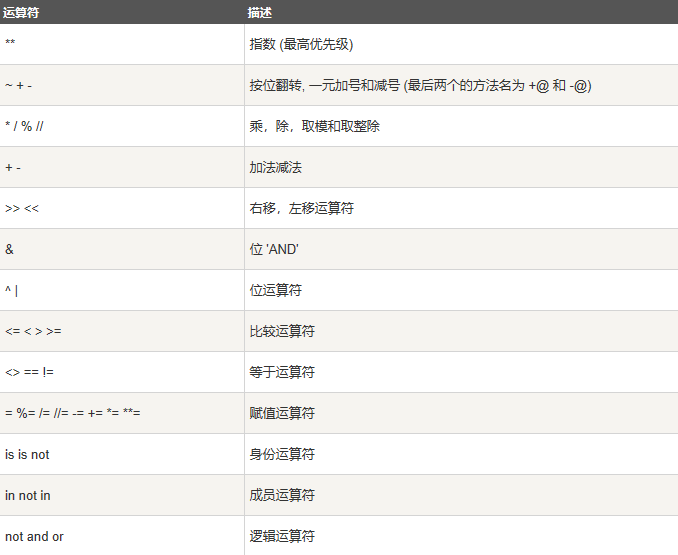 运算符 描述
** 指数 (最高优先级)
~ + - 按位翻转, 一元加号和减号 (最后两个的方法名为 +@ 和 -@)
* / % // 乘，除，取模和取整除
+ - 加法减法
>> << 右移，左移运算符
& 位 'AND'
^ | 位运算符
<= < > >= 比较运算符
<> == != 等于运算符
= %= /= //= -= += *= **= 赋值运算符
is is not 身份运算符
in not in 成员运算符
not and or 逻辑运算符